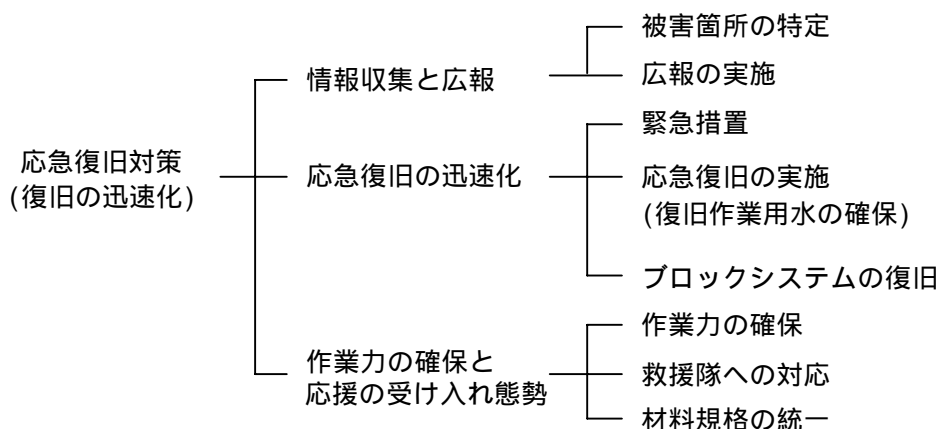 応急復旧対策
(復旧の迅速化)
情報収集と広報
被害箇所の特定
広報の実施
応急復旧の迅速化
緊急措置
応急復旧の実施
(復旧作業用水の確保)
ブロックシステムの復旧
作業力の確保と
応援の受け入れ態勢
作業力の確保
救援隊への対応
材料規格の統一